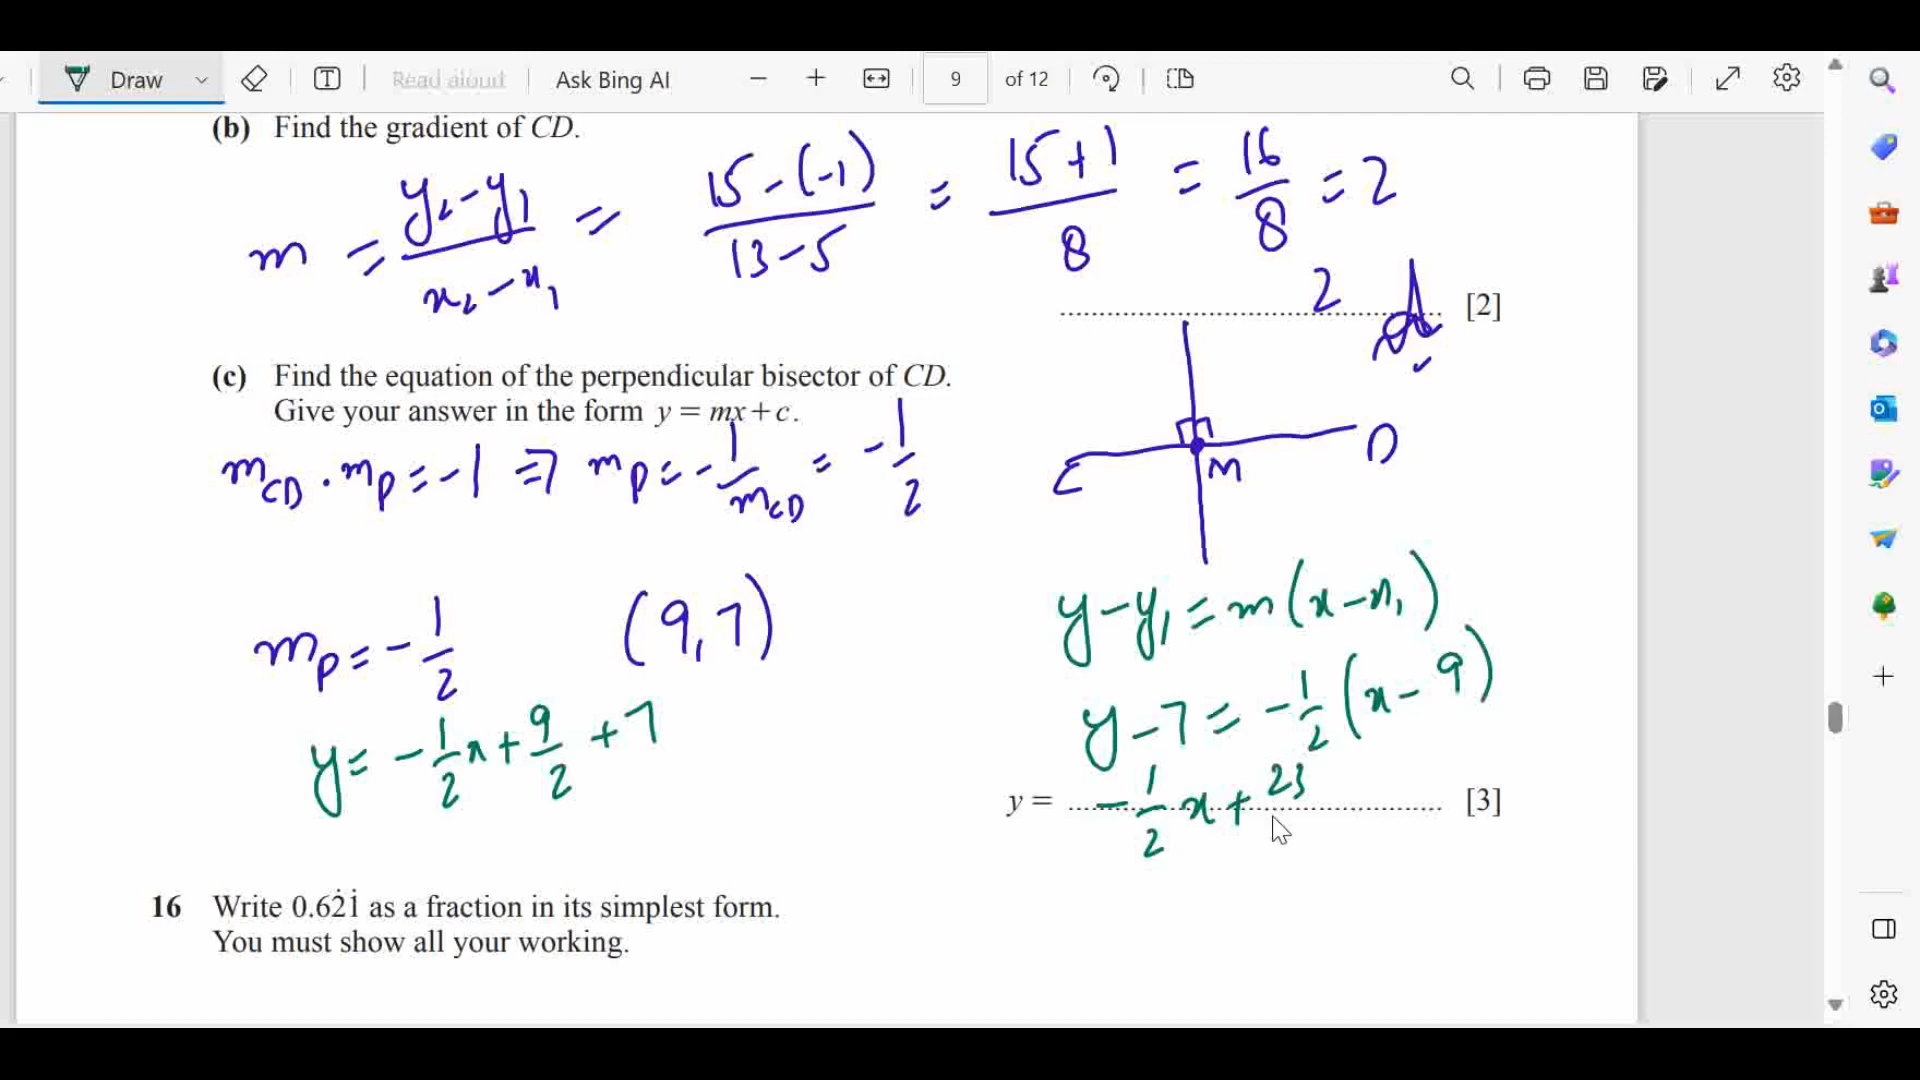 Draw
Read aloud
Ask Bing AI
9 of 12
(b) Find the gradient of CD.
m = y₂ - y₁ / x₂ - x₁ = 15 - (-1) / 13 - 5 = 15 + 1 / 8 = 16 / 8 = 2
2 [2]
(c) Find the equation of the perpendicular bisector of CD.
Give your answer in the form y = mx + c.
m_CD . m_P = -1 ⇒ m_P = -1/m_CD = -1/2
C M D
m_P = -1/2 (9, 7)
y - y₁ = m(x - x₁)
y - 7 = -1/2 (x - 9)
y = -1/2 x + 9/2 + 7
y = -1/2 x + 23 [3]
16 Write 0.62̇1̇ as a fraction in its simplest form.
You must show all your working.